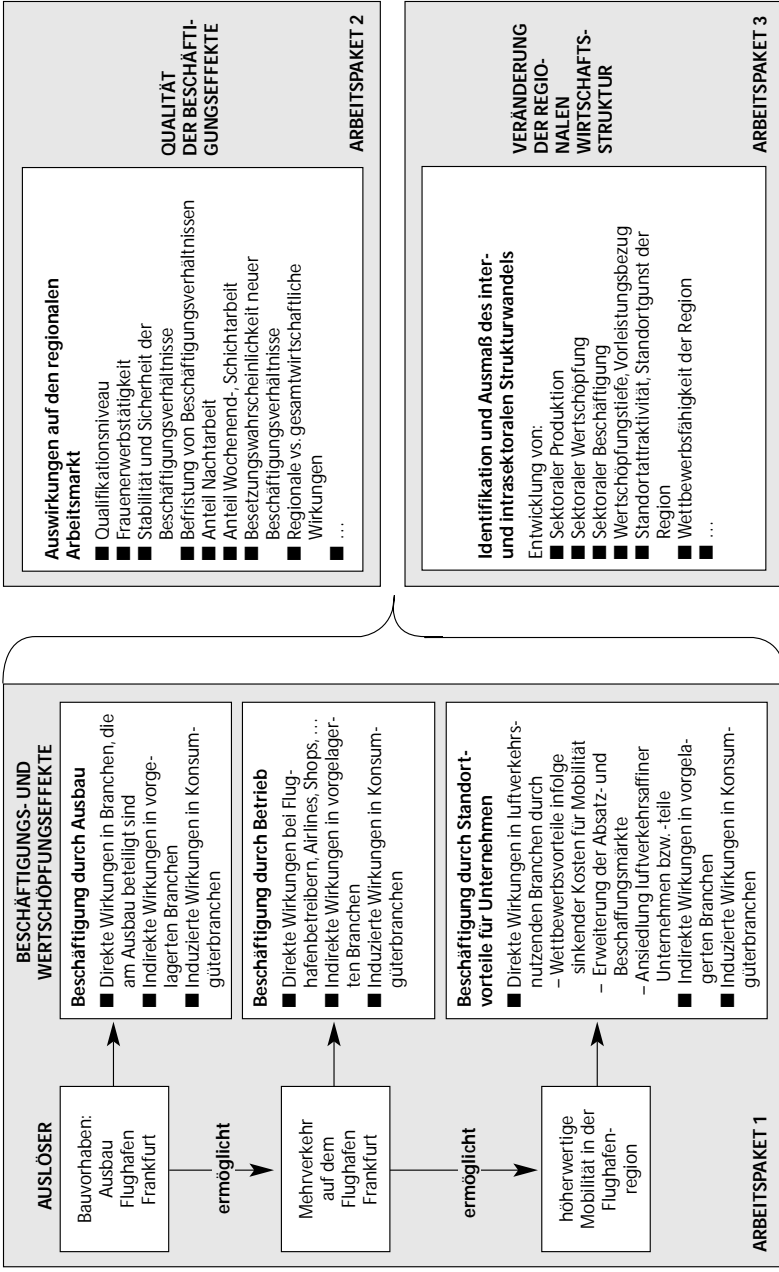 AUSLÖSER
Bauvorhaben:
Ausbau
Flughafen
Frankfurt
ermöglicht
Mehrverkehr
auf dem
Flughafen
Frankfurt
ermöglicht
höherwertige
Mobilität in der
Flughafen-
region
ARBEITSPAKET 1
BESCHÄFTIGUNGS- UND
WERTSCHÖPFUNGSEFFEKTE
Beschäftigung durch Ausbau
■ Direkte Wirkungen in Branchen, die
am Ausbau beteiligt sind
■ Indirekte Wirkungen in vorge-
lagerten Branchen
■ Induzierte Wirkungen in Konsum-
güterbranchen
Beschäftigung durch Betrieb
■ Direkte Wirkungen bei Flug-
hafenbetreibern, Airlines, Shops, …
■ Indirekte Wirkungen in vorgelager-
ten Branchen
■ Induzierte Wirkungen in Konsum-
güterbranchen
Beschäftigung durch Standort-
vorteile für Unternehmen
■ Direkte Wirkungen in luftverkehrs-
nutzenden Branchen durch
– Wettbewerbsvorteile infolge
sinkender Kosten für Mobilität
– Erweiterung der Absatz- und
Beschaffungsmärkte
– Ansiedlung luftverkehrsaffiner
Unternehmen bzw. -teile
■ Indirekte Wirkungen in vorgela-
gerten Branchen
■ Induzierte Wirkungen in Konsum-
güterbranchen
Auswirkungen auf den regionalen
Arbeitsmarkt
■ Qualifikationsniveau
■ Frauenerwerbstätigkeit
■ Stabilität und Sicherheit der
Beschäftigungsverhältnisse
■ Befristung von Beschäftigungsverhältnissen
■ Anteil Nachtarbeit
■ Anteil Wochenend-, Schichtarbeit
■ Besetzungswahrscheinlichkeit neuer
Beschäftigungsverhältnisse
■ Regionale vs. gesamtwirtschaftliche
Wirkungen
■ …
QUALITÄT
DER BESCHÄFTI-
GUNGSEFFEKTE
ARBEITSPAKET 2
Identifikation und Ausmaß des inter-
und intrasektoralen Strukturwandels
Entwicklung von:
■ Sektoraler Produktion
■ Sektoraler Wertschöpfung
■ Sektoraler Beschäftigung
■ Wertschöpfungstiefe, Vorleistungsbezug
■ Standortattraktivität, Standortgunst der
Region
■ Wettbewerbsfähigkeit der Region
■ …
VERÄNDERUNG
DER REGIO-
NALEN
WIRTSCHAFTS-
STRUKTUR
ARBEITSPAKET 3